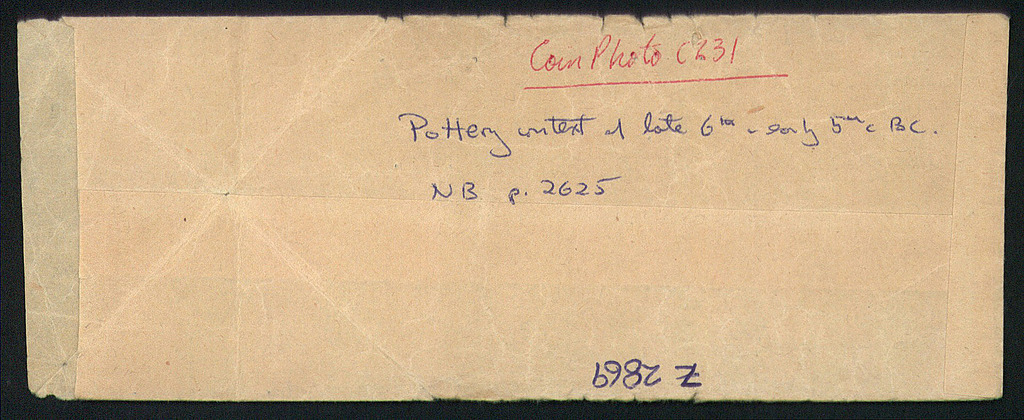 Coin Photo C231
Pottery context of late 6th - early 5th c BC.
NB p. 2625
Z 2869